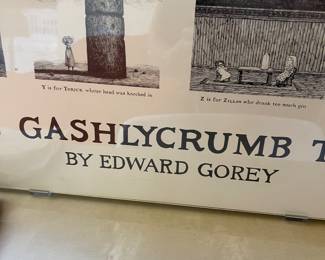 Y is for YORICK whose head was knocked in
Z is for ZILLAH who drank too much gin
GASHLYCRUMB T
BY EDWARD GOREY